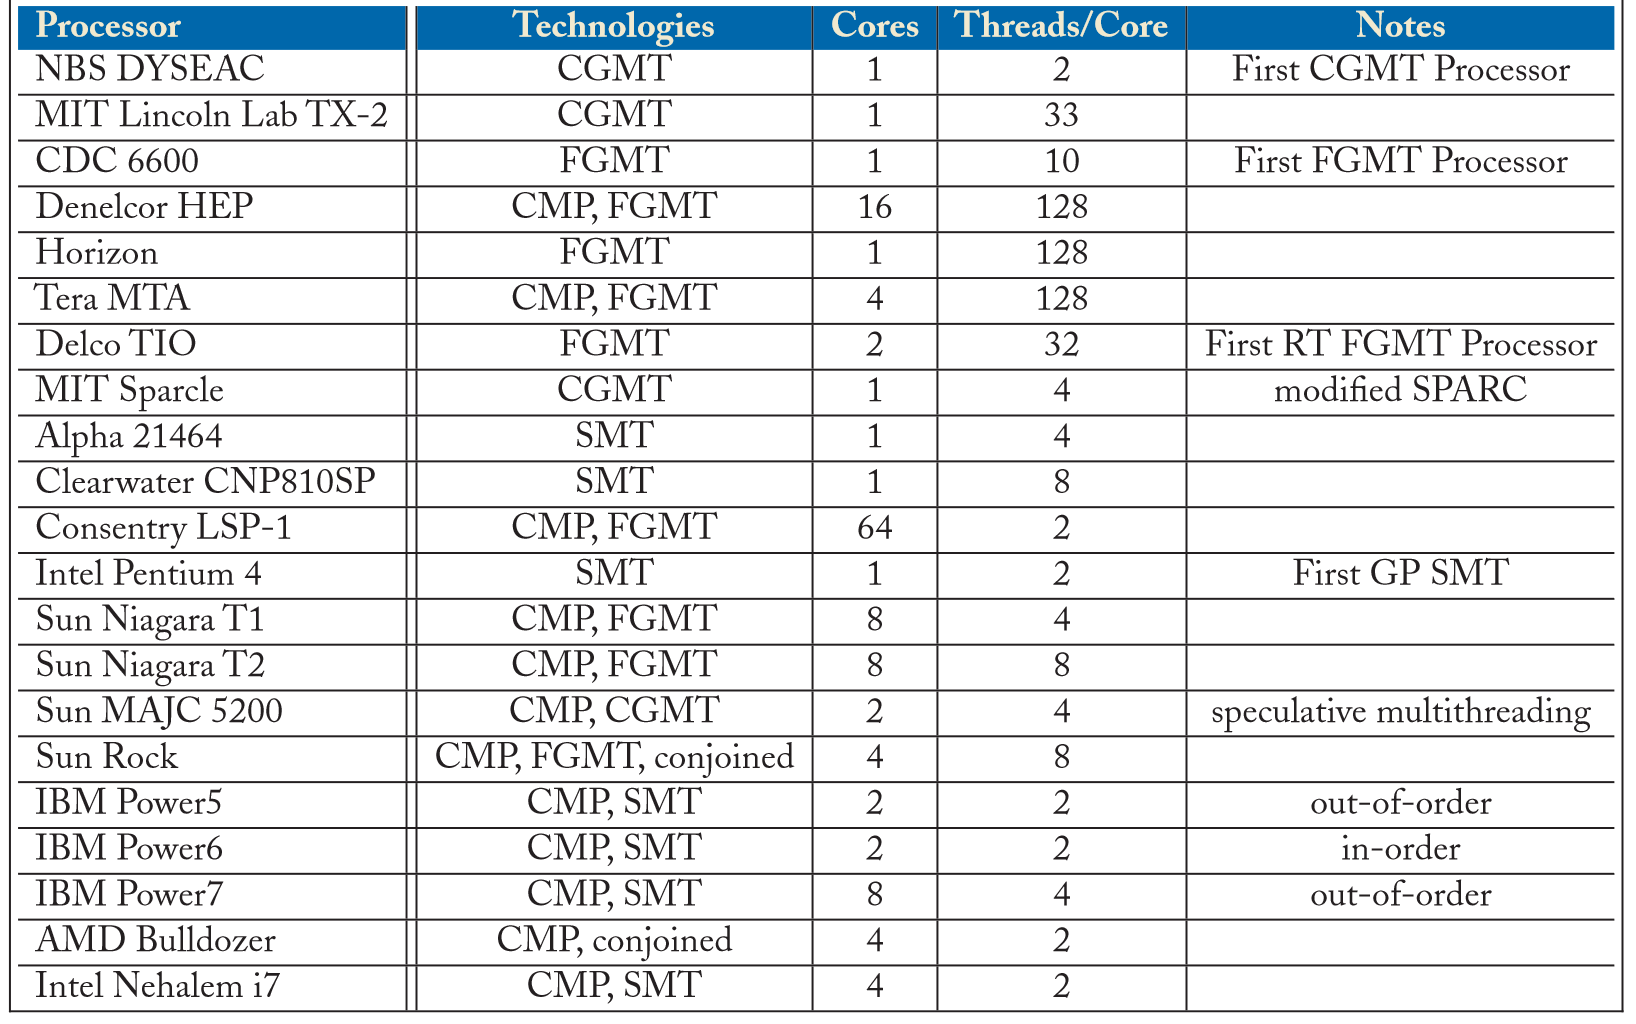 Processor Technologies Cores Threads/Core Notes
NBS DYSEAC CGMT 1 2 First CGMT Processor
MIT Lincoln Lab TX-2 CGMT 1 33
CDC 6600 FGMT 1 10 First FGMT Processor
Denelcor HEP CMP, FGMT 16 128
Horizon FGMT 1 128
Tera MTA CMP, FGMT 4 128
Delco TIO FGMT 2 32 First RT FGMT Processor
MIT Sparcle CGMT 1 4 modified SPARC
Alpha 21464 SMT 1 4
Clearwater CNP810SP SMT 1 8
Consentry LSP-1 CMP, FGMT 64 2
Intel Pentium 4 SMT 1 2 First GP SMT
Sun Niagara T1 CMP, FGMT 8 4
Sun Niagara T2 CMP, FGMT 8 8
Sun MAJC 5200 CMP, CGMT 2 4 speculative multithreading
Sun Rock CMP, FGMT, conjoined 4 8
IBM Power5 CMP, SMT 2 2 out-of-order
IBM Power6 CMP, SMT 2 2 in-order
IBM Power7 CMP, SMT 8 4 out-of-order
AMD Bulldozer CMP, conjoined 4 2
Intel Nehalem i7 CMP, SMT 4 2